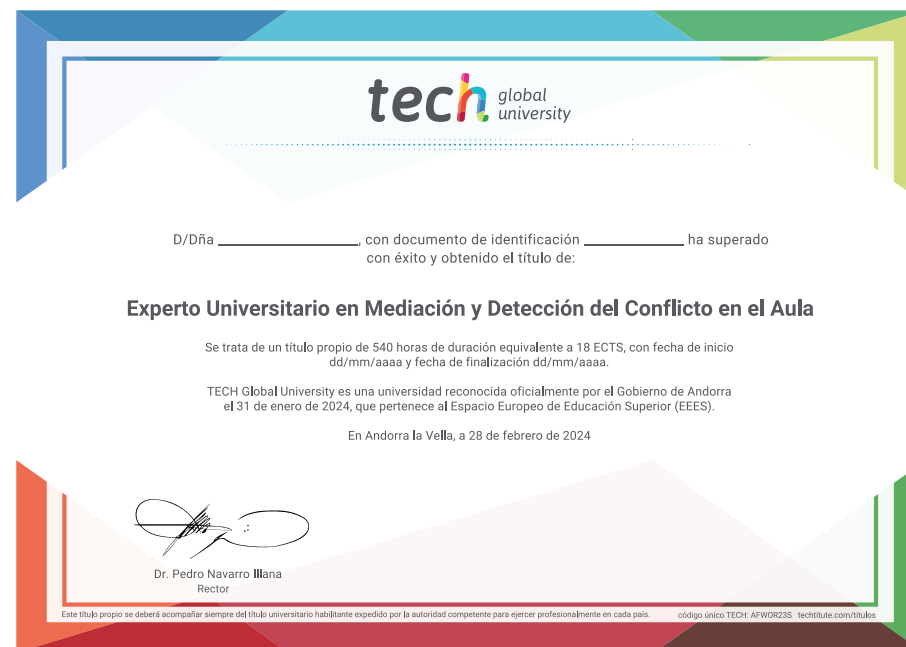 tech global university
D/Dña ______________, con documento de identificación __________ ha superado
con éxito y obtenido el título de:
Experto Universitario en Mediación y Detección del Conflicto en el Aula
Se trata de un título propio de 540 horas de duración equivalente a 18 ECTS, con fecha de inicio
dd/mm/aaaa y fecha de finalización dd/mm/aaaa.
TECH Global University es una universidad reconocida oficialmente por el Gobierno de Andorra
el 31 de enero de 2024, que pertenece al Espacio Europeo de Educación Superior (EEES).
En Andorra la Vella, a 28 de febrero de 2024
Dr. Pedro Navarro Illana
Rector
Este título propio se deberá acompañar siempre del título universitario habilitante expedido por la autoridad competente para ejercer profesionalmente en cada país. código único TECH: AFWOR23S techtitute.com/titulos